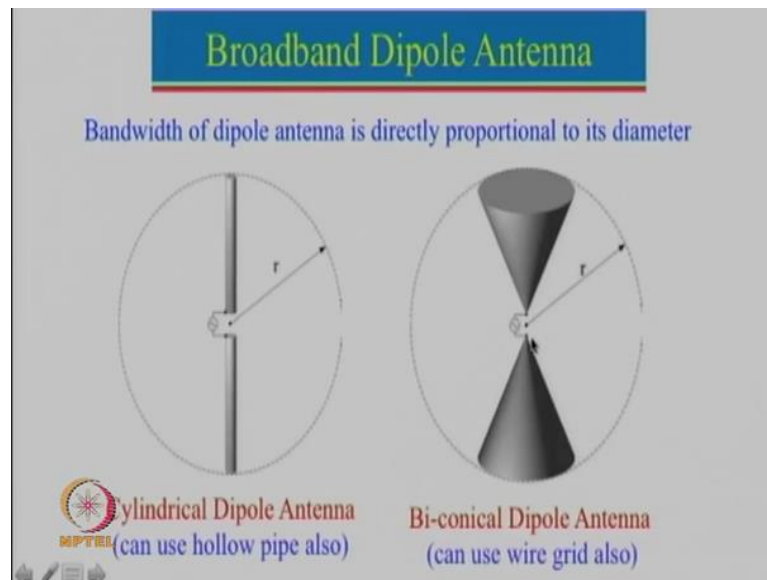 Broadband Dipole Antenna
Bandwidth of dipole antenna is directly proportional to its diameter
r
r
Cylindrical Dipole Antenna
(can use hollow pipe also)
Bi-conical Dipole Antenna
(can use wire grid also)
NPTEL